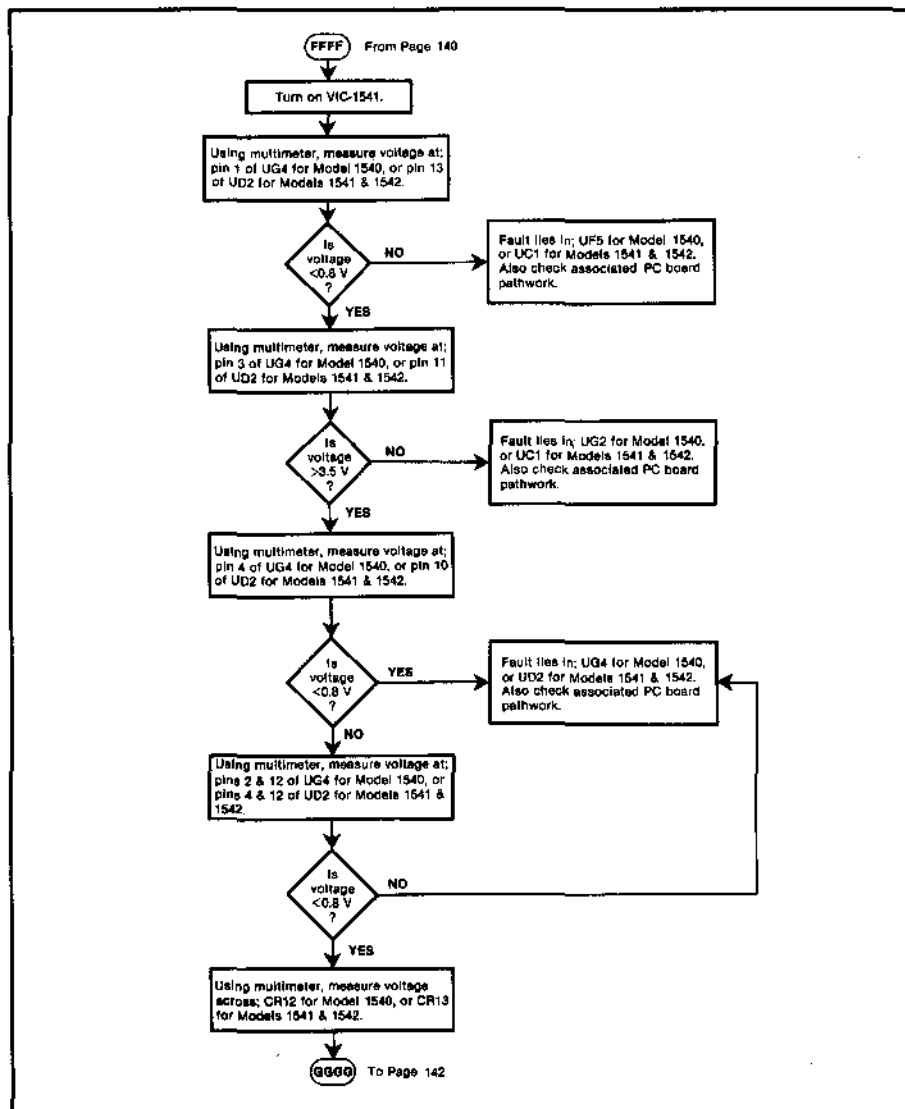 FFFF From Page 140
Turn on VIC-1541.
Using multimeter, measure voltage at;
pin 1 of UG4 for Model 1540, or pin 13
of UD2 for Models 1541 & 1542.
Is
voltage
<0.8 V
?
NO
YES
Fault lies in; UF5 for Model 1540,
or UC1 for Models 1541 & 1542.
Also check associated PC board
pathwork.
Using multimeter, measure voltage at;
pin 3 of UG4 for Model 1540, or pin 11
of UD2 for Models 1541 & 1542.
Is
voltage
>3.5 V
?
NO
YES
Fault lies in; UG2 for Model 1540,
or UC1 for Models 1541 & 1542.
Also check associated PC board
pathwork.
Using multimeter, measure voltage at;
pin 4 of UG4 for Model 1540, or pin 10
of UD2 for Models 1541 & 1542.
Is
voltage
<0.8 V
?
YES
NO
Fault lies in; UG4 for Model 1540,
or UD2 for Models 1541 & 1542.
Also check associated PC board
pathwork.
Using multimeter, measure voltage at;
pins 2 & 12 of UG4 for Model 1540, or
pins 4 & 12 of UD2 for Models 1541 &
1542.
Is
voltage
<0.8 V
?
NO
YES
Using multimeter, measure voltage
across; CR12 for Model 1540, or CR13
for Models 1541 & 1542.
GGGG To Page 142